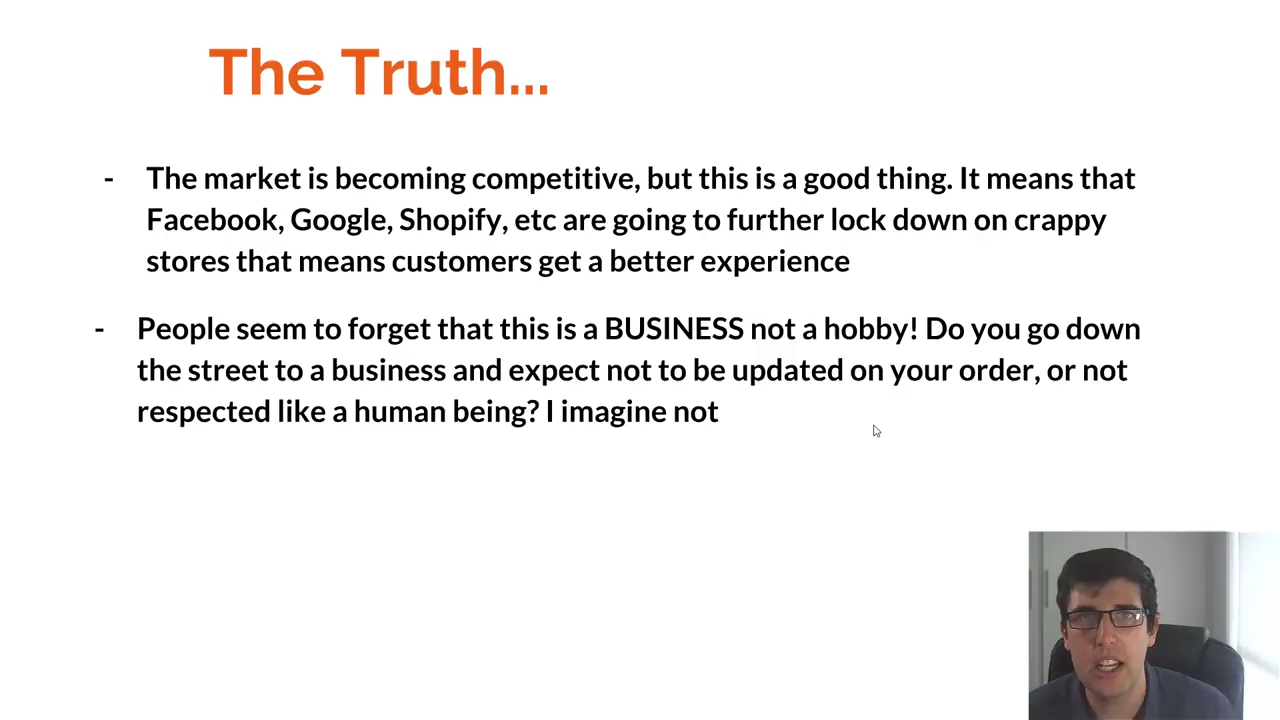 The Truth...
- The market is becoming competitive, but this is a good thing. It means that
Facebook, Google, Shopify, etc are going to further lock down on crappy
stores that means customers get a better experience
- People seem to forget that this is a BUSINESS not a hobby! Do you go down
the street to a business and expect not to be updated on your order, or not
respected like a human being? I imagine not